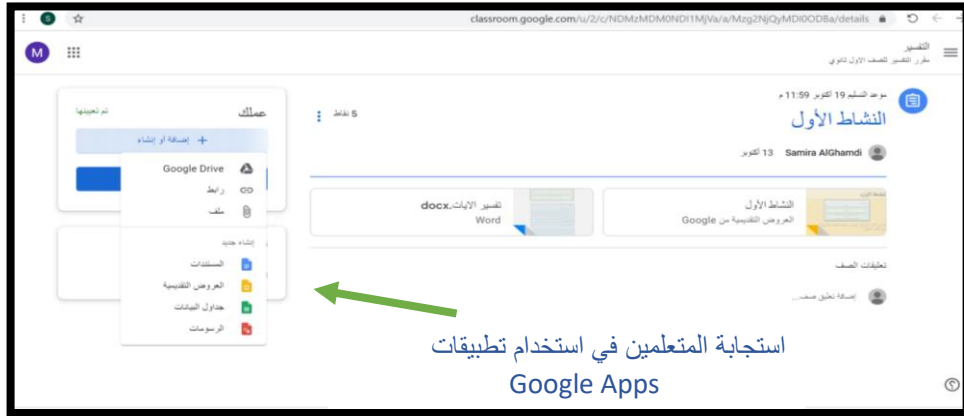 classroom.google.com/u/2/c/NDMzMDM0NDI1MjVa/a/Mzg2NjQyMDI0ODBa/details
S
M
التفسير
مقرر التفسير للصف الاول ثانوي
موعد التسليم 19 أكتوبر 11:59 م
النشاط الأول
5 نقاط
Samira AlGhamdi 13 أكتوبر
النشاط الأول
العروض التقديمية من Google
تفسير الآيات.docx
Word
تعليقات الصف
إضافة تعليق صف...
عملك
تم تعيينها
+ إضافة أو إنشاء
Google Drive
رابط
ملف
إنشاء جديد
المستندات
العروض التقديمية
جداول البيانات
الرسومات
استجابة المتعلمين في استخدام تطبيقات
Google Apps